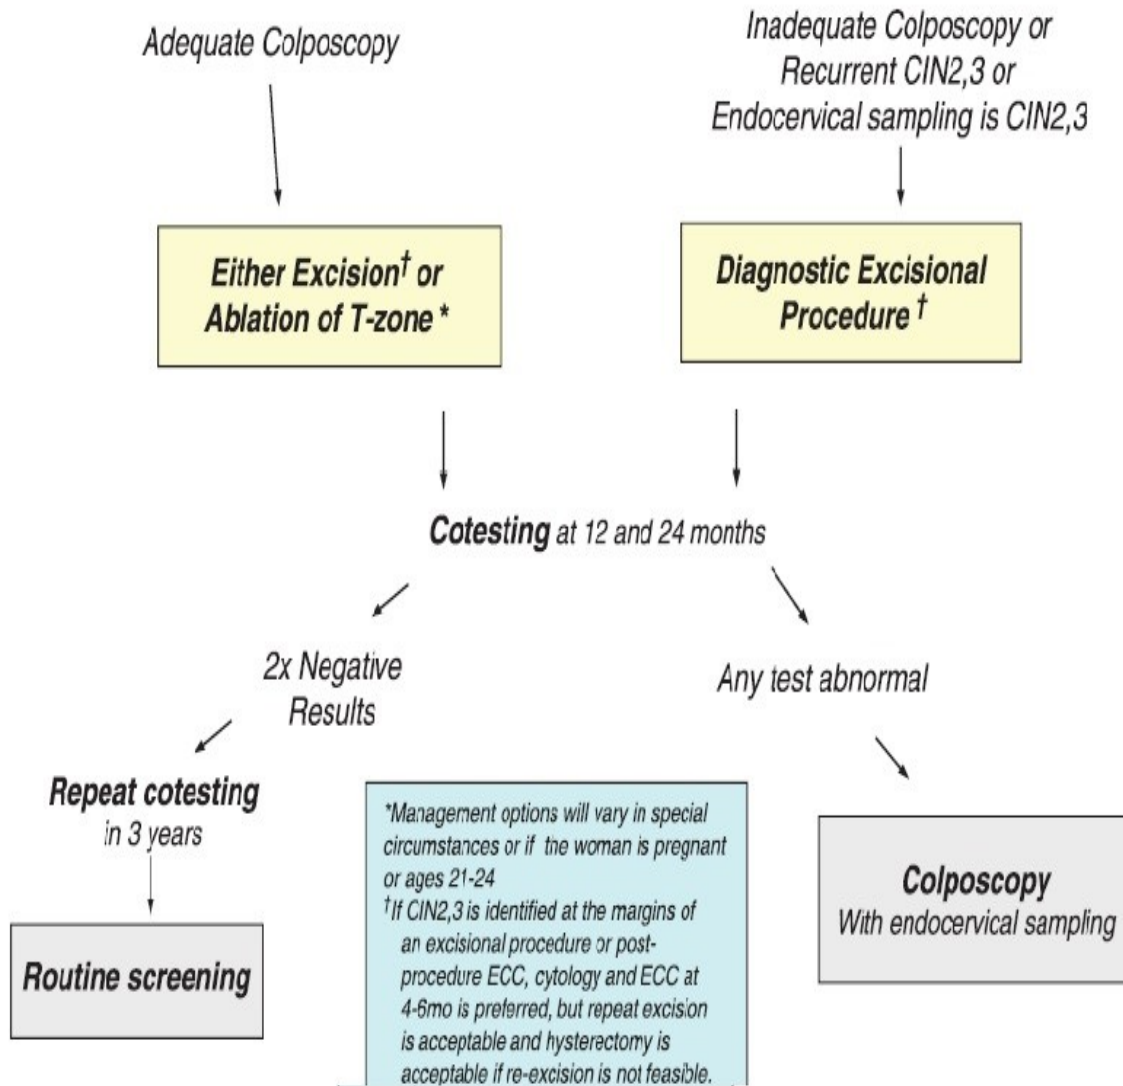 Adequate Colposcopy
Inadequate Colposcopy or
Recurrent CIN2,3 or
Endocervical sampling is CIN2,3
Either Excision† or
Ablation of T-zone *
Diagnostic Excisional
Procedure †
Cotesting at 12 and 24 months
2x Negative
Results
Any test abnormal
Repeat cotesting
in 3 years
Routine screening
*Management options will vary in special
circumstances or if the woman is pregnant
or ages 21-24
†If CIN2,3 is identified at the margins of
an excisional procedure or post-
procedure ECC, cytology and ECC at
4-6mo is preferred, but repeat excision
is acceptable and hysterectomy is
acceptable if re-excision is not feasible.
Colposcopy
With endocervical sampling